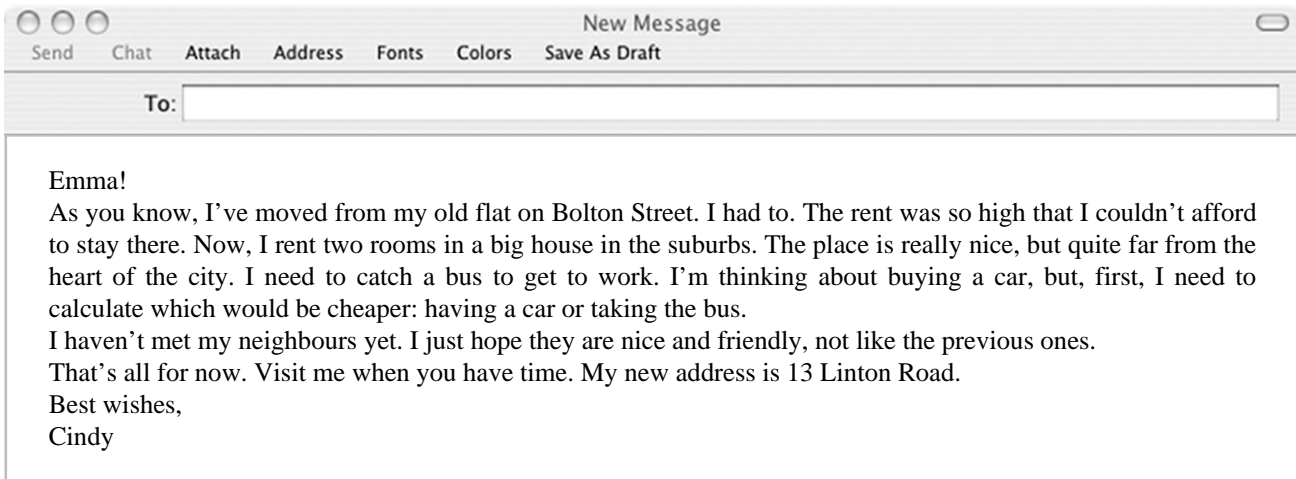 New Message
Send Chat Attach Address Fonts Colors Save As Draft
To:
Emma!
As you know, I’ve moved from my old flat on Bolton Street. I had to. The rent was so high that I couldn’t afford
to stay there. Now, I rent two rooms in a big house in the suburbs. The place is really nice, but quite far from the
heart of the city. I need to catch a bus to get to work. I’m thinking about buying a car, but, first, I need to
calculate which would be cheaper: having a car or taking the bus.
I haven’t met my neighbours yet. I just hope they are nice and friendly, not like the previous ones.
That’s all for now. Visit me when you have time. My new address is 13 Linton Road.
Best wishes,
Cindy